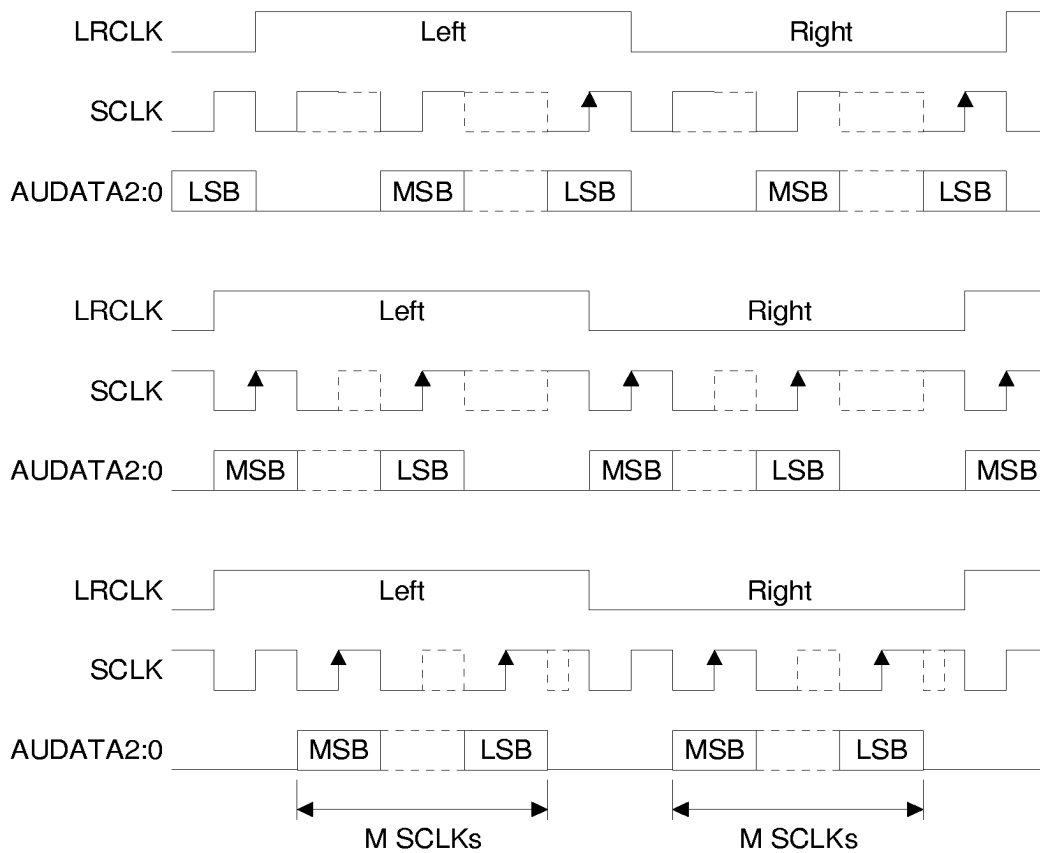 LRCLK Left Right
SCLK
AUDATA2:0 LSB MSB LSB MSB LSB
LRCLK Left Right
SCLK
AUDATA2:0 MSB LSB MSB LSB MSB
LRCLK Left Right
SCLK
AUDATA2:0 MSB LSB MSB LSB
M SCLKs M SCLKs